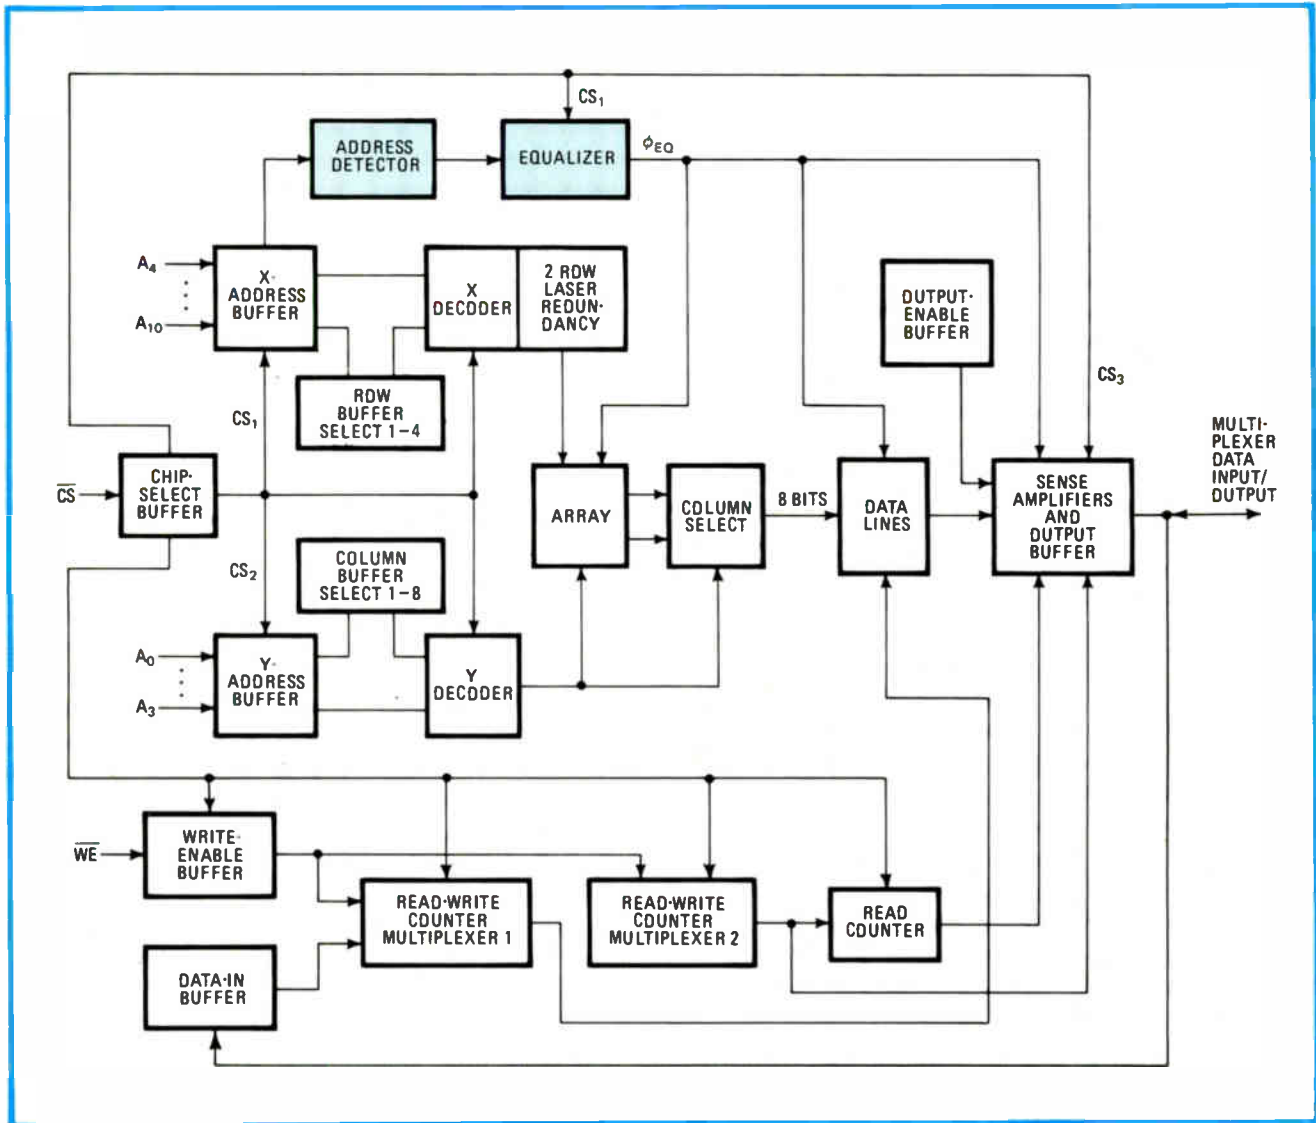 CS₁
ADDRESS
DETECTOR
EQUALIZER
ϕEQ
A₄
A₁₀
X-
ADDRESS
BUFFER
X
DECODER
2 ROW
LASER
REDUN-
DANCY
OUTPUT-
ENABLE
BUFFER
ROW
BUFFER
SELECT 1–4
CS₁
CS₃
MULTI-
PLEXER
DATA
INPUT/
OUTPUT
C̅S̅
CHIP-
SELECT
BUFFER
ARRAY
COLUMN
SELECT
8 BITS
DATA
LINES
SENSE
AMPLIFIERS
AND
OUTPUT
BUFFER
CS₂
COLUMN
BUFFER
SELECT 1–8
A₀
A₃
Y-
ADDRESS
BUFFER
Y
DECODER
W̅E̅
WRITE-
ENABLE
BUFFER
READ-WRITE
COUNTER
MULTIPLEXER 1
READ-WRITE
COUNTER
MULTIPLEXER 2
READ
COUNTER
DATA-IN
BUFFER